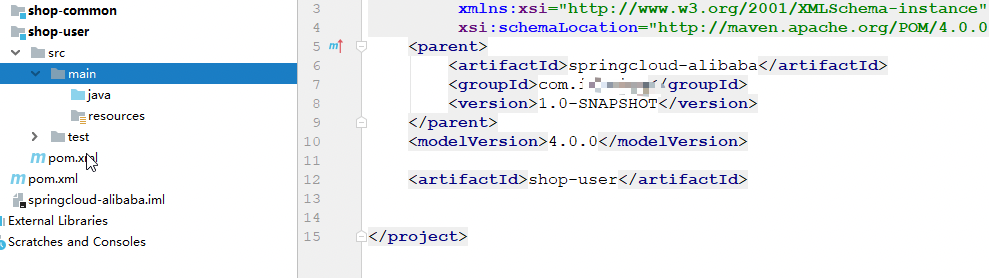 shop-common
shop-user
src
main
java
resources
test
pom.xml
pom.xml
springcloud-alibaba.iml
External Libraries
Scratches and Consoles
3 xmlns:xsi="http://www.w3.org/2001/XMLSchema-instance"
4 xsi:schemaLocation="http://maven.apache.org/POM/4.0.0
5 <parent>
6 <artifactId>springcloud-alibaba</artifactId>
7 <groupId>com. /groupId>
8 <version>1.0-SNAPSHOT</version>
9 </parent>
10 <modelVersion>4.0.0</modelVersion>
11
12 <artifactId>shop-user</artifactId>
13
14
15 </project>